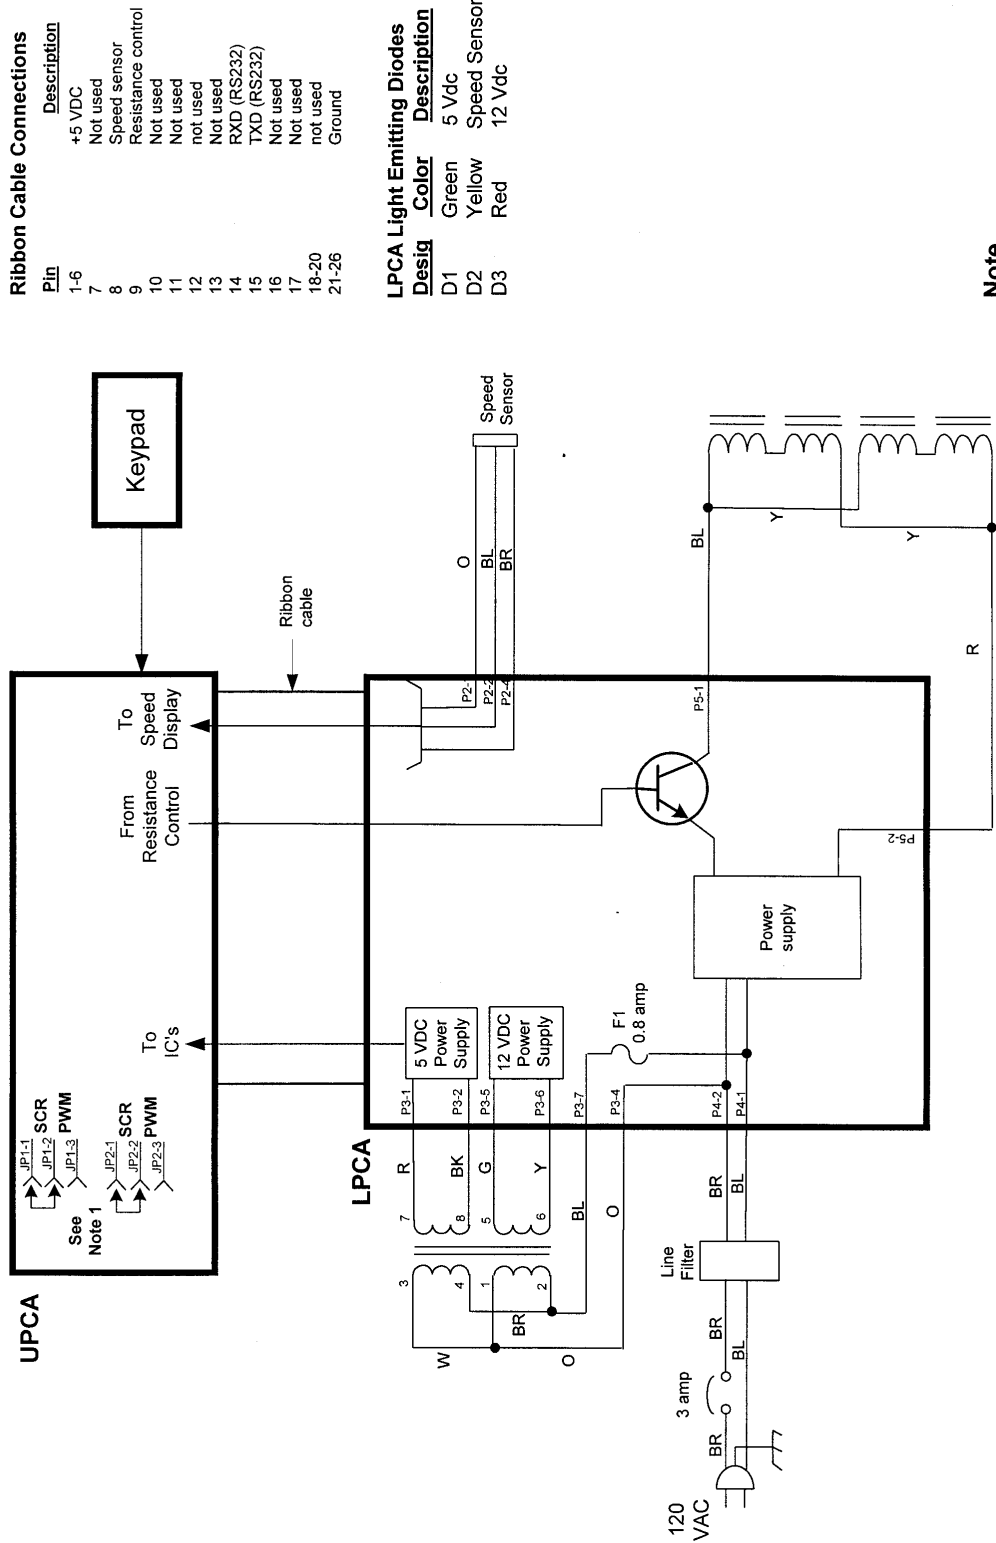 UPCA
JP1-1
JP1-2 SCR
JP1-3 PWM
See
Note 1
JP2-1
JP2-2 SCR
JP2-3 PWM
To
IC's
From
Resistance
Control
To
Speed
Display
Keypad
Ribbon
cable
LPCA
5 VDC
Power
Supply
12 VDC
Power
Supply
P3-1
P3-2
P3-5
P3-6
P3-7
P3-4
P4-2
P4-1
F1
0.8 amp
Power
supply
P2-
P2-2
P2-4
P5-1
P5-2
O
BL
BR
Speed
Sensor
BL
Y
Y
R
R
BK
G
Y
BL
O
7
8
5
6
3
4
1
2
W
BR
O
120
VAC
BR
3 amp
BR
BL
Line
Filter
BR
BL
Ribbon Cable Connections
Pin Description
1-6 +5 VDC
7 Not used
8 Speed sensor
9 Resistance control
10 Not used
11 Not used
12 not used
13 Not used
14 RXD (RS232)
15 TXD (RS232)
16 Not used
17 Not used
18-20 not used
21-26 Ground
LPCA Light Emitting Diodes
Desig Color Description
D1 Green 5 Vdc
D2 Yellow Speed Sensor
D3 Red 12 Vdc
Note